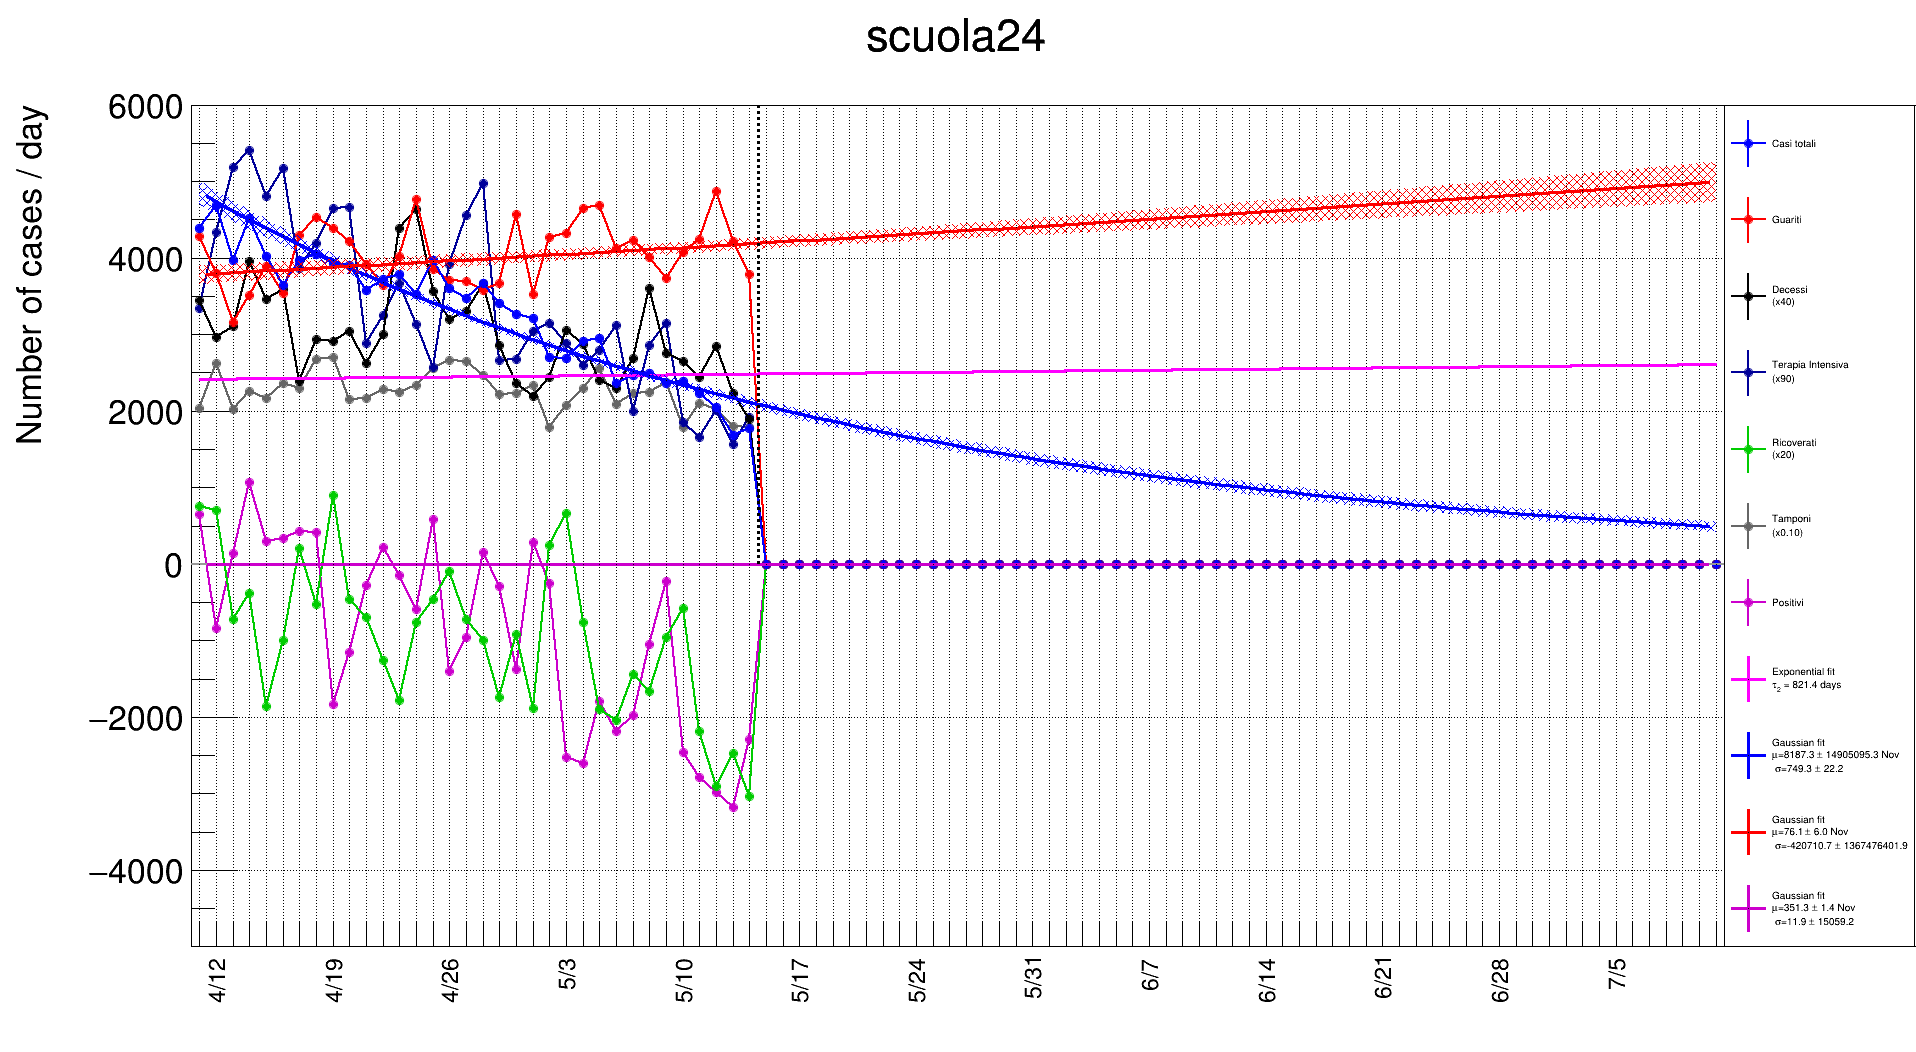 scuola24
Number of cases / day
6000
4000
2000
0
−2000
−4000
4/12
4/19
4/26
5/3
5/10
5/17
5/24
5/31
6/7
6/14
6/21
6/28
7/5
Casi totali
Guariti
Decessi
(x40)
Terapia Intensiva
(x90)
Ricoverati
(x20)
Tamponi
(x0.10)
Positivi
Exponential fit
τ2 = 821.4 days
Gaussian fit
μ=8187.3 ± 14905095.3 Nov
σ=749.3 ± 22.2
Gaussian fit
μ=76.1 ± 6.0 Nov
σ=-420710.7 ± 1367476401.9
Gaussian fit
μ=351.3 ± 1.4 Nov
σ=11.9 ± 15059.2